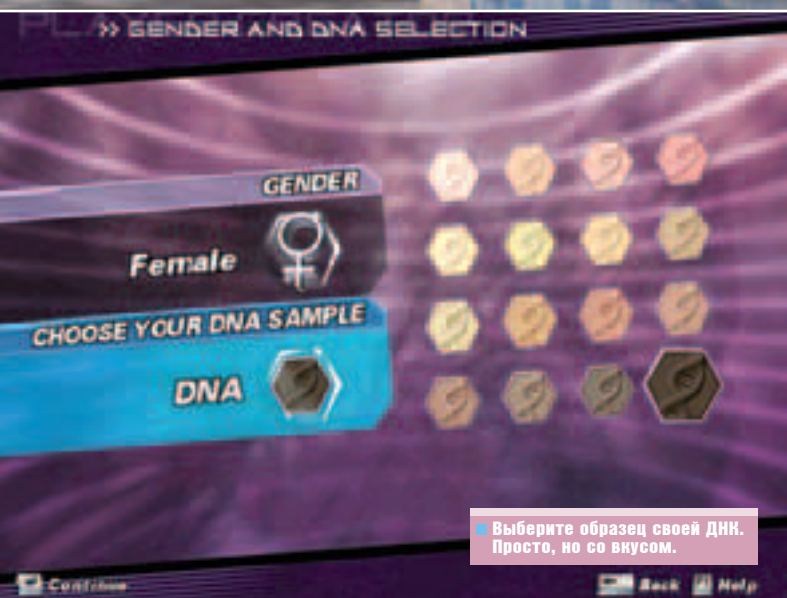 >> GENDER AND DNA SELECTION
GENDER
Female
CHOOSE YOUR DNA SAMPLE
DNA
Выберите образец своей ДНК.
Просто, но со вкусом.
Continue
Back Help